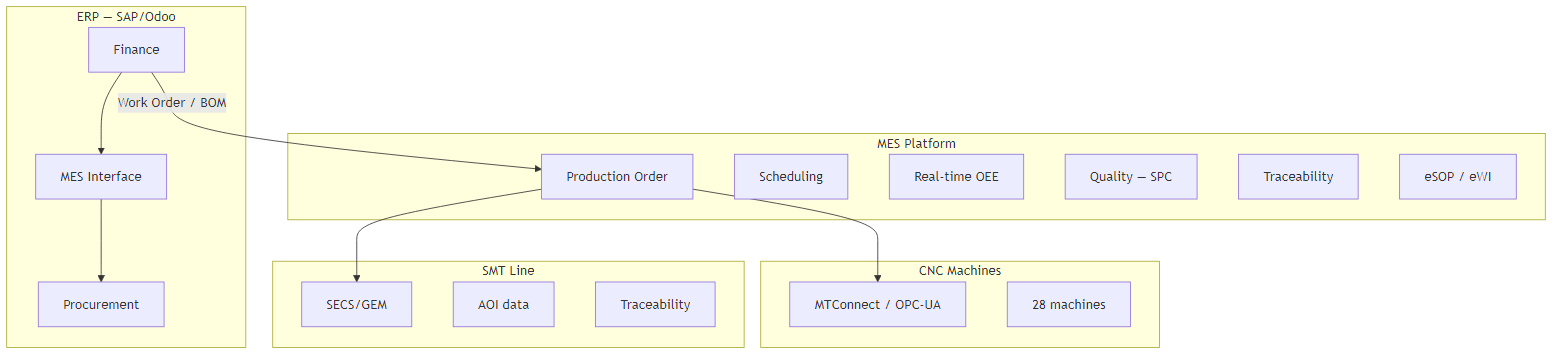 ERP — SAP/Odoo
Finance
Work Order / BOM
MES Interface
Procurement
MES Platform
Production Order
Scheduling
Real-time OEE
Quality — SPC
Traceability
eSOP / eWI
SMT Line
SECS/GEM
AOI data
Traceability
CNC Machines
MTConnect / OPC-UA
28 machines